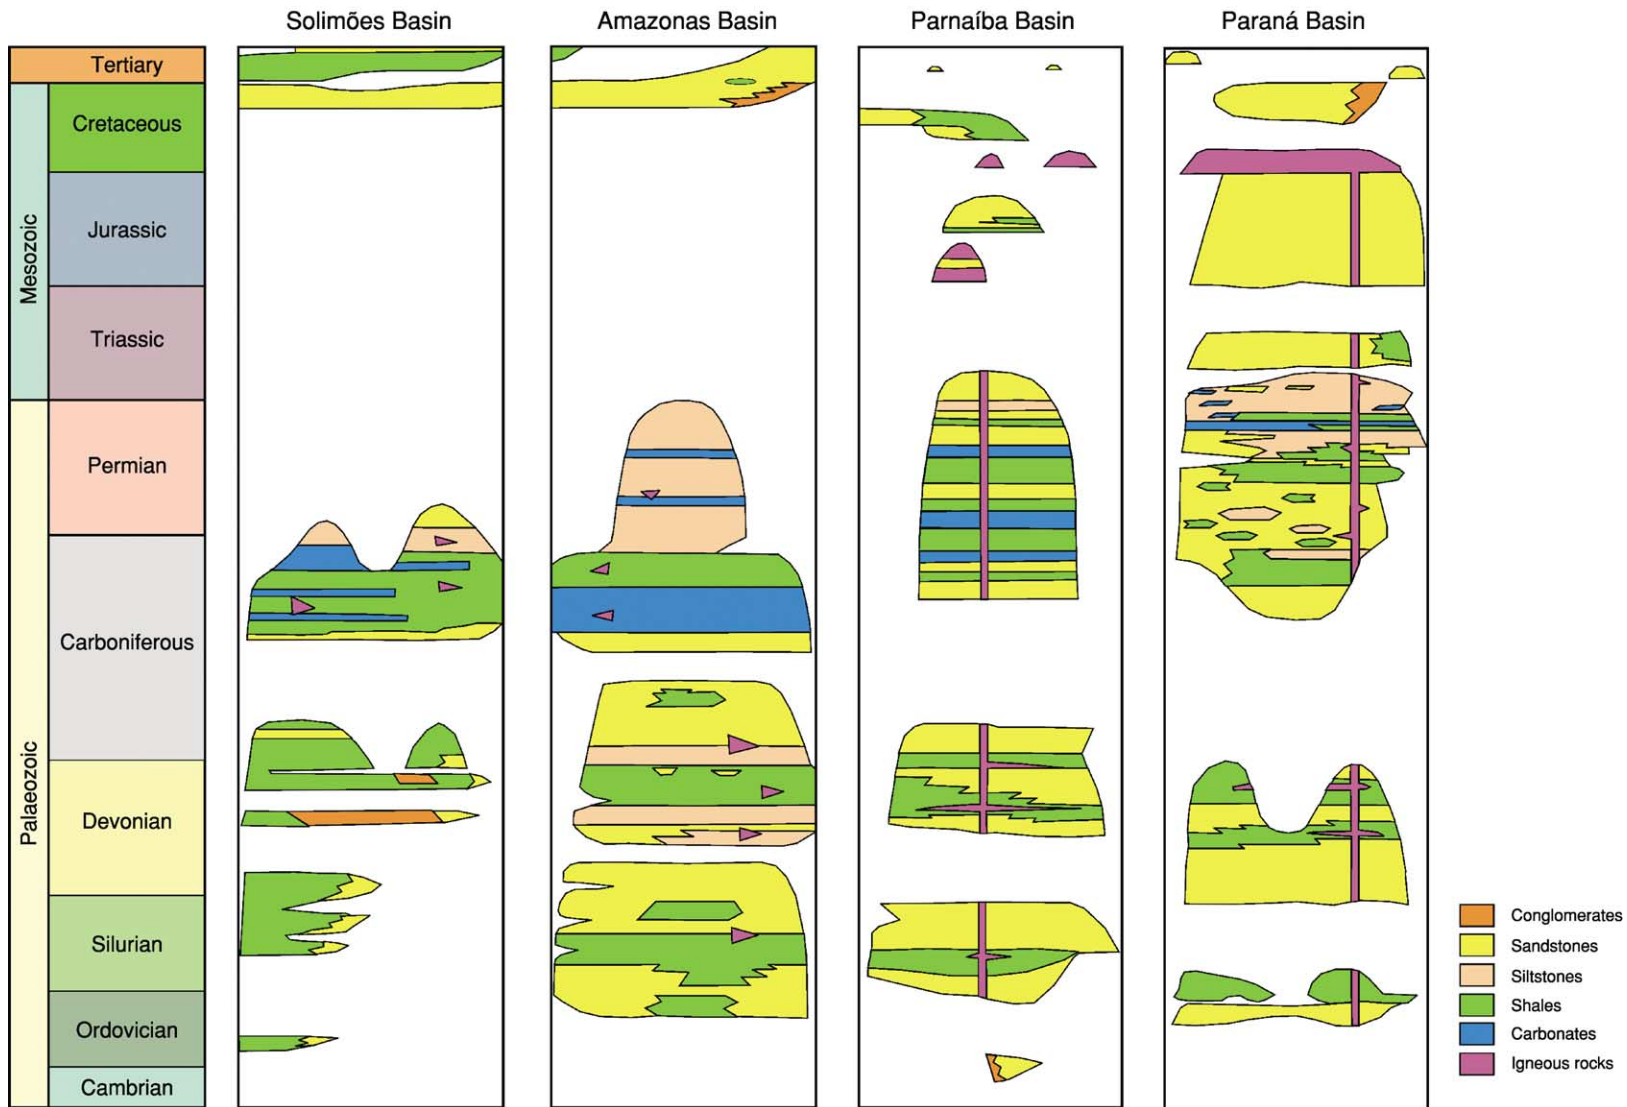 Solimões Basin
Amazonas Basin
Parnaíba Basin
Paraná Basin
Tertiary
Mesozoic
Cretaceous
Jurassic
Triassic
Palaeozoic
Permian
Carboniferous
Devonian
Silurian
Ordovician
Cambrian
Conglomerates
Sandstones
Siltstones
Shales
Carbonates
Igneous rocks